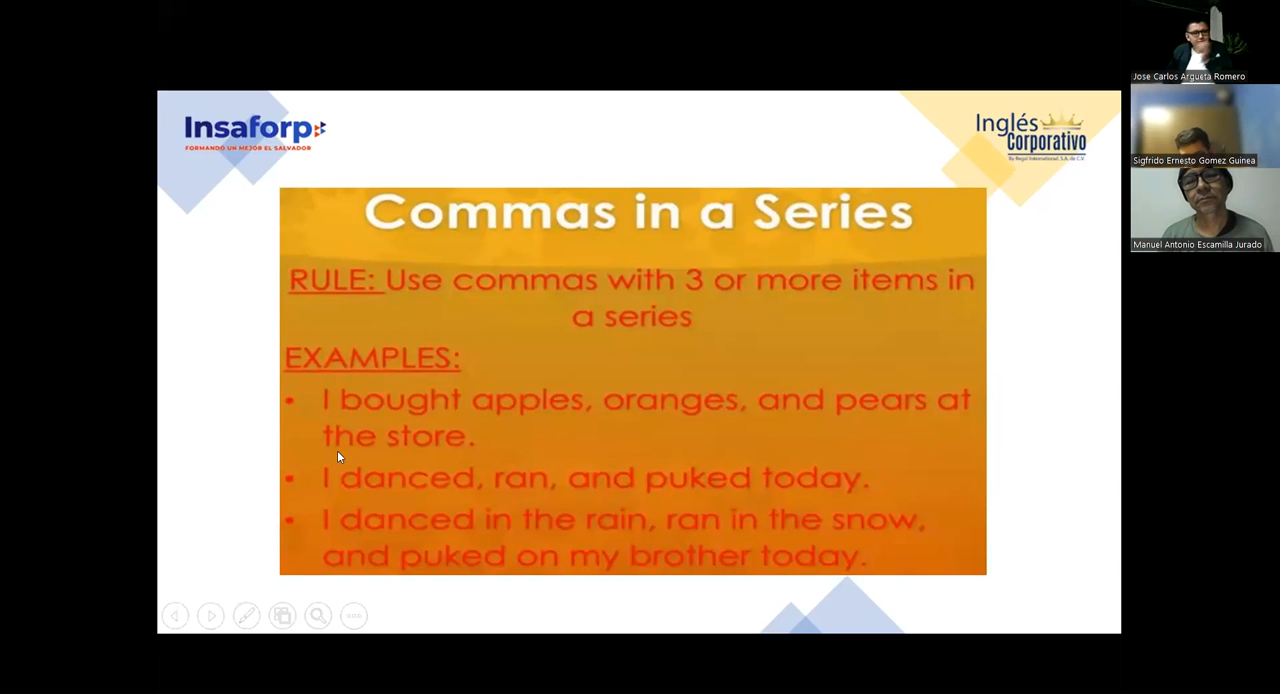 Insaforp
FORMANDO UN MEJOR EL SALVADOR
Inglés
Corporativo
By Regal International, S.A. de C.V.
Commas in a Series
RULE: Use commas with 3 or more items in
a series
EXAMPLES:
• I bought apples, oranges, and pears at
the store.
• I danced, ran, and puked today.
• I danced in the rain, ran in the snow,
and puked on my brother today.
Jose Carlos Argueta Romero
Sigfrido Ernesto Gomez Guinea
Manuel Antonio Escamilla Jurado